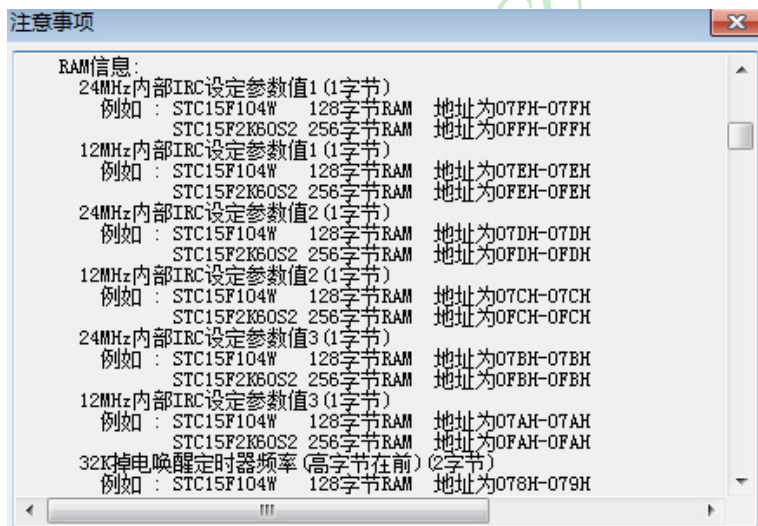 注意事项
RAM信息:
24MHz内部IRC设定参数值1(1字节)
例如 : STC15F104W 128字节RAM 地址为07FH-07FH
STC15F2K60S2 256字节RAM 地址为0FFH-0FFH
12MHz内部IRC设定参数值1(1字节)
例如 : STC15F104W 128字节RAM 地址为07EH-07EH
STC15F2K60S2 256字节RAM 地址为0FEH-0FEH
24MHz内部IRC设定参数值2(1字节)
例如 : STC15F104W 128字节RAM 地址为07DH-07DH
STC15F2K60S2 256字节RAM 地址为0FDH-0FDH
12MHz内部IRC设定参数值2(1字节)
例如 : STC15F104W 128字节RAM 地址为07CH-07CH
STC15F2K60S2 256字节RAM 地址为0FCH-0FCH
24MHz内部IRC设定参数值3(1字节)
例如 : STC15F104W 128字节RAM 地址为07BH-07BH
STC15F2K60S2 256字节RAM 地址为0FBH-0FBH
12MHz内部IRC设定参数值3(1字节)
例如 : STC15F104W 128字节RAM 地址为07AH-07AH
STC15F2K60S2 256字节RAM 地址为0FAH-0FAH
32K掉电唤醒定时器频率(高字节在前)(2字节)
例如 : STC15F104W 128字节RAM 地址为078H-079H